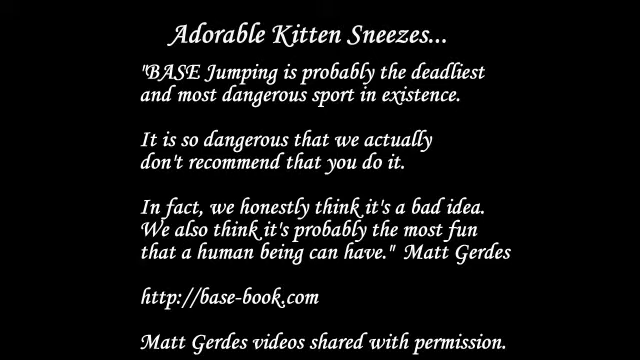 Adorable Kitten Sneezes...
"BASE Jumping is probably the deadliest
and most dangerous sport in existence.
It is so dangerous that we actually
don't recommend that you do it.
In fact, we honestly think it's a bad idea.
We also think it's probably the most fun
that a human being can have." Matt Gerdes
http://base-book.com
Matt Gerdes videos shared with permission.